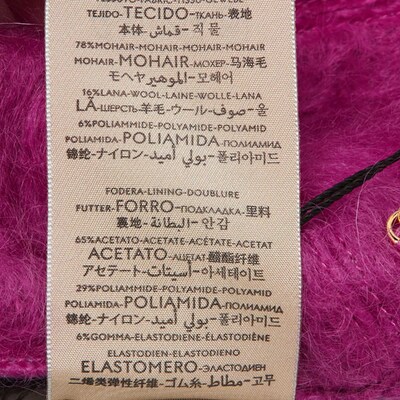 TESSUTO-FABRIC-TISSU-GEWEBE
TEJIDO-TECIDO-ТКАНЬ-表地
本体-قماش-직물
78%MOHAIR-MOHAIR-MOHAIR-MOHAIR
MOHAIR-MOHAIR-МОХЕР-马海毛
モヘヤ-الموهير-모헤어
16%LANA-WOOL-LAINE-WOLLE-LANA
LÃ-ШЕРСТЬ-羊毛-ウール-صوف-울
6%POLIAMMIDE-POLYAMIDE-POLYAMID
POLIAMIDA-POLIAMIDA-ПОЛИАМИД
锦纶-ナイロン-بولي أميد-폴리아미드
FODERA-LINING-DOUBLURE
FUTTER-FORRO-ПОДКЛАДКА-里料
裏地-البطانة-안감
65%ACETATO-ACETATE-ACÉTATE-ACETAT
ACETATO-АЦЕТАТ-醋酯纤维
アセテート-أسيتات-아세테이트
29%POLIAMMIDE-POLYAMIDE-POLYAMID
POLIAMIDA-POLIAMIDA-ПОЛИАМИД
锦纶-ナイロン-بولي أميد-폴리아미드
6%GOMMA-ELASTODIENE-ÉLASTODIÈNE
ELASTODIEN-ELASTODIENO
ELASTOMERO-ЭЛАСТОДИЕН
二烯类弹性纤维-ゴム糸-مطاط-고무